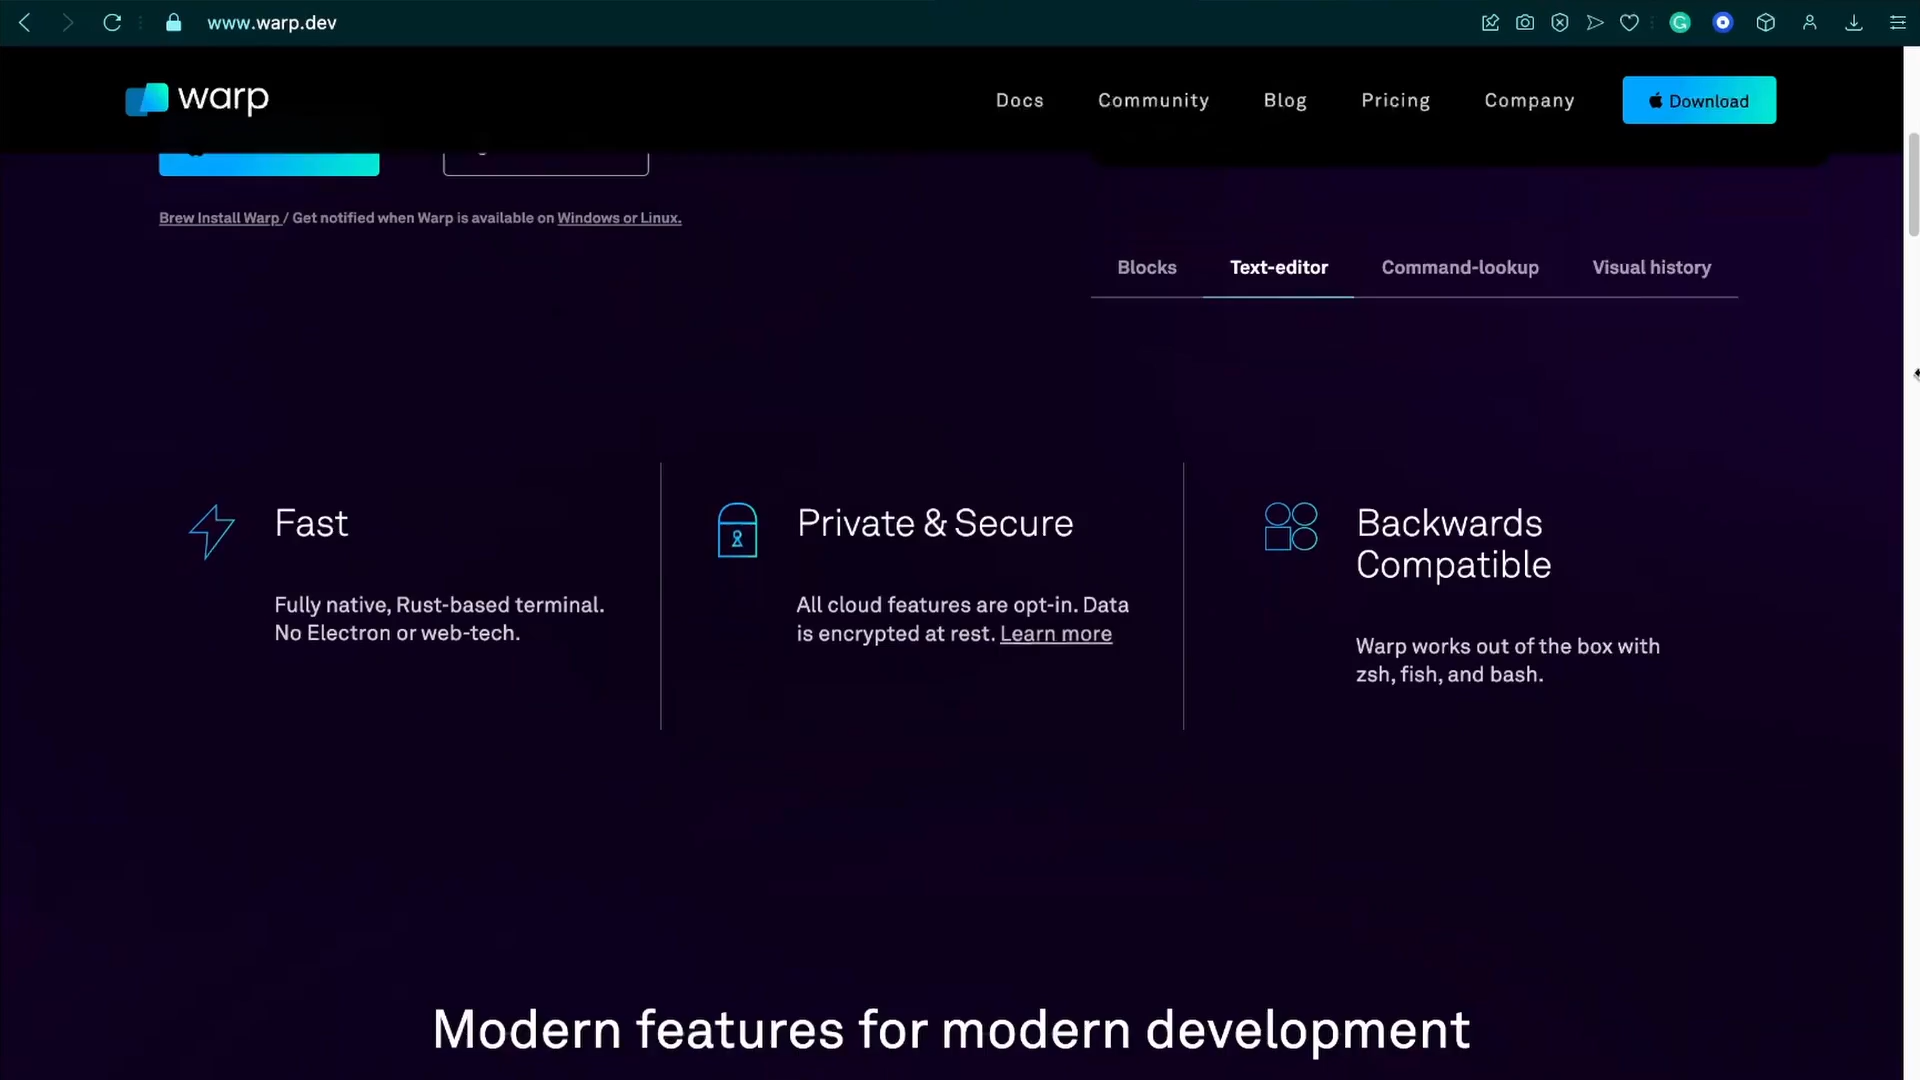 www.warp.dev
warp
Docs
Community
Blog
Pricing
Company
Download
Brew Install Warp / Get notified when Warp is available on Windows or Linux.
Blocks
Text-editor
Command-lookup
Visual history
Fast
Fully native, Rust-based terminal.
No Electron or web-tech.
Private & Secure
All cloud features are opt-in. Data
is encrypted at rest. Learn more
Backwards
Compatible
Warp works out of the box with
zsh, fish, and bash.
Modern features for modern development